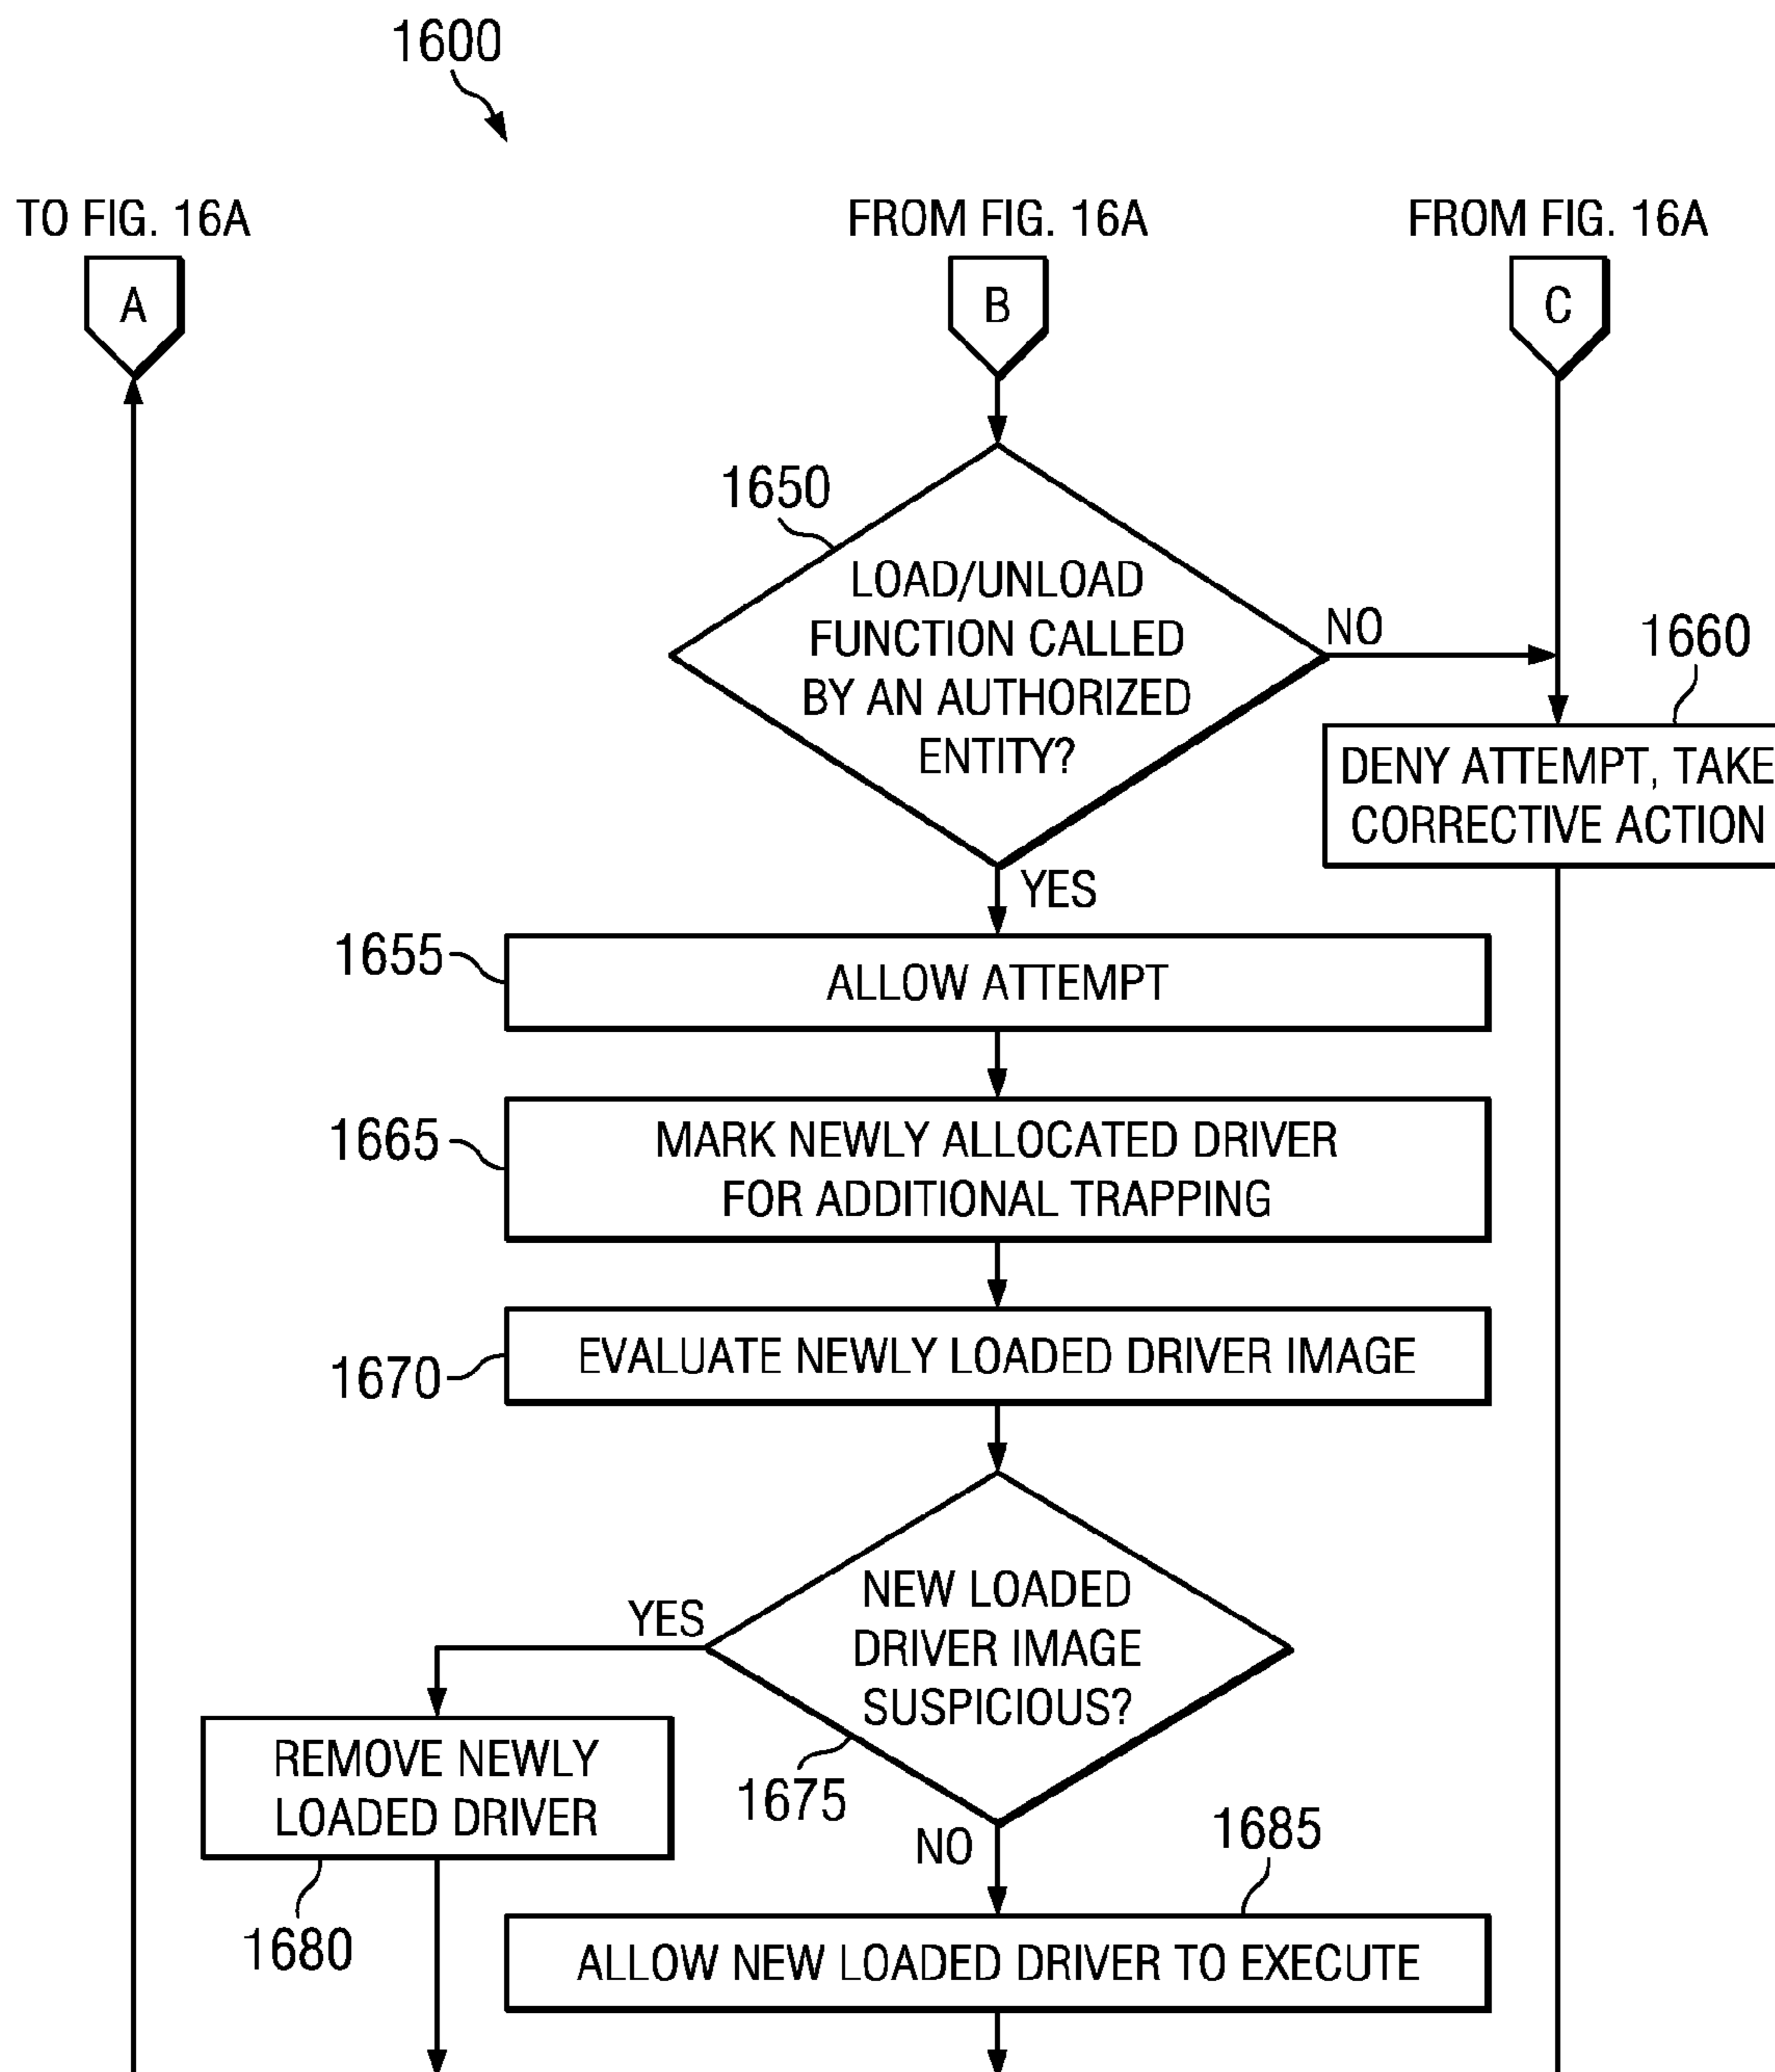 1600
TO FIG. 16A
FROM FIG. 16A
FROM FIG. 16A
A
B
C
1650
LOAD/UNLOAD
FUNCTION CALLED
BY AN AUTHORIZED
ENTITY?
NO
1660
DENY ATTEMPT, TAKE
CORRECTIVE ACTION
YES
1655
ALLOW ATTEMPT
1665
MARK NEWLY ALLOCATED DRIVER
FOR ADDITIONAL TRAPPING
1670
EVALUATE NEWLY LOADED DRIVER IMAGE
NEW LOADED
DRIVER IMAGE
SUSPICIOUS?
YES
1675
REMOVE NEWLY
LOADED DRIVER
1680
NO
1685
ALLOW NEW LOADED DRIVER TO EXECUTE